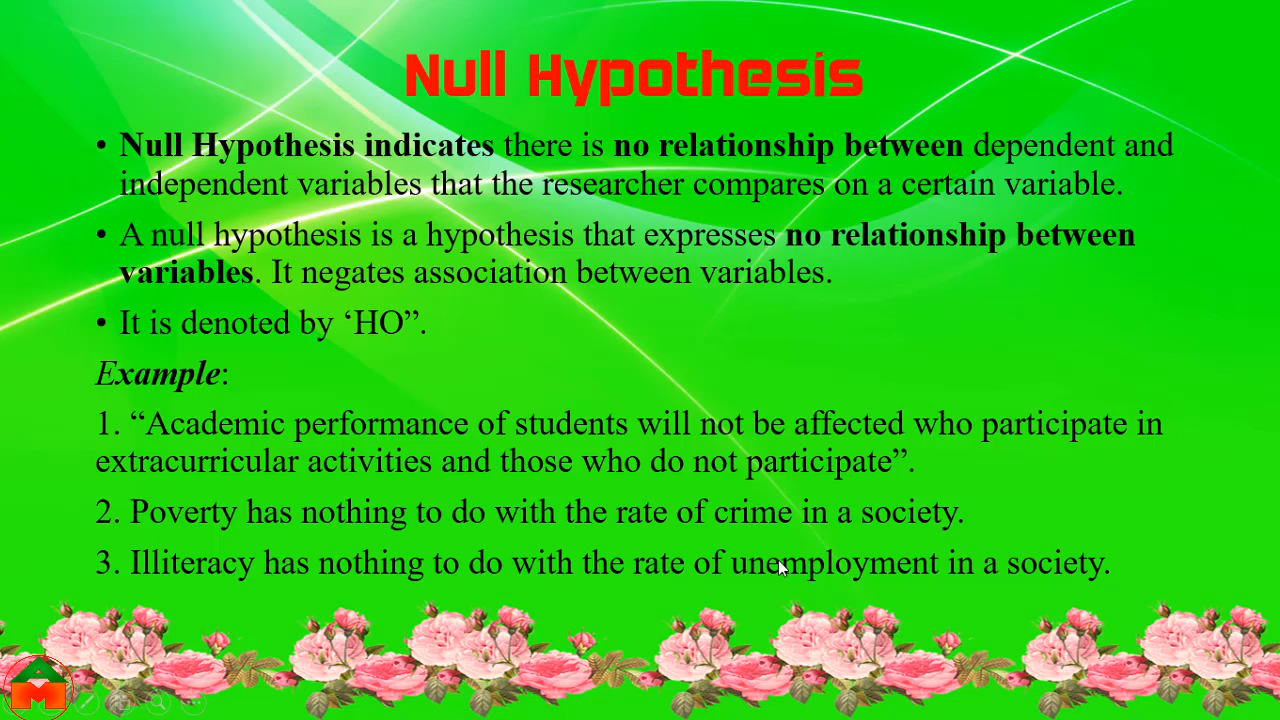 Null Hypothesis
• Null Hypothesis indicates there is no relationship between dependent and
independent variables that the researcher compares on a certain variable.
• A null hypothesis is a hypothesis that expresses no relationship between
variables. It negates association between variables.
• It is denoted by ‘HO”.
Example:
1. “Academic performance of students will not be affected who participate in
extracurricular activities and those who do not participate”.
2. Poverty has nothing to do with the rate of crime in a society.
3. Illiteracy has nothing to do with the rate of unemployment in a society.